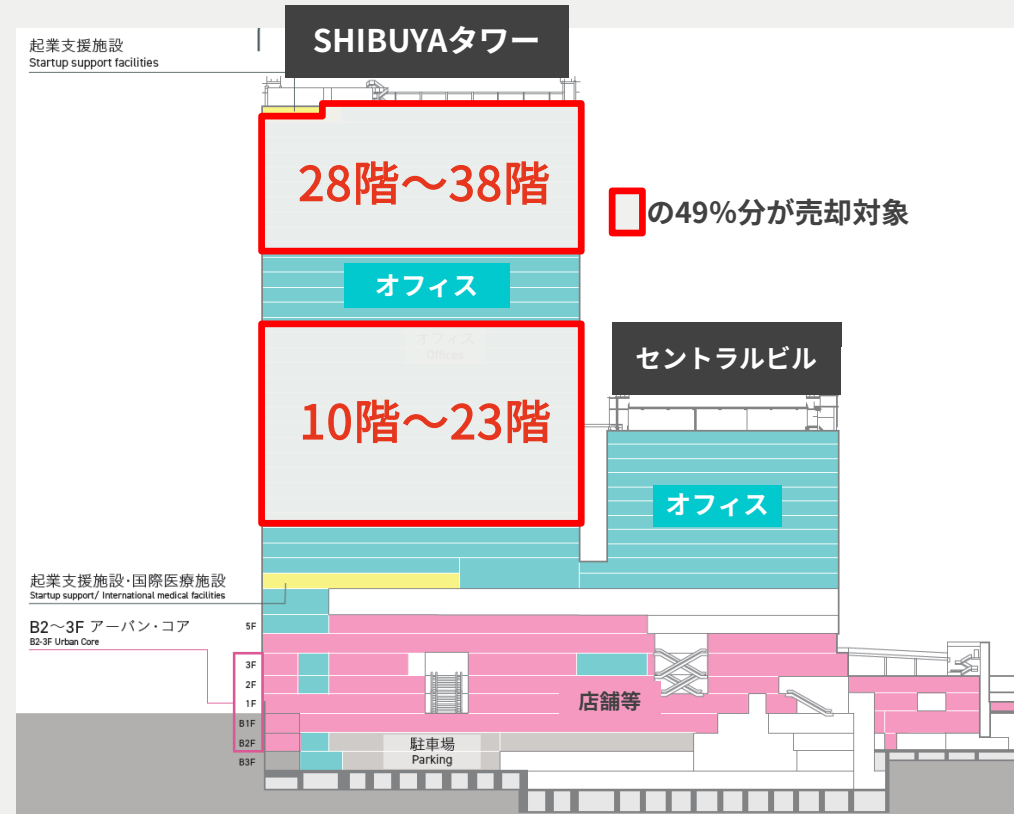 起業支援施設
Startup support facilities
SHIBUYAタワー
28階～38階
の49%分が売却対象
オフィス
オフィス
Offices
セントラルビル
10階～23階
オフィス
起業支援施設・国際医療施設
Startup support/ International medical facilities
B2～3F アーバン・コア
B2-3F Urban Core
5F
3F
2F
1F
店舗等
B1F
B2F
駐車場
Parking
B3F